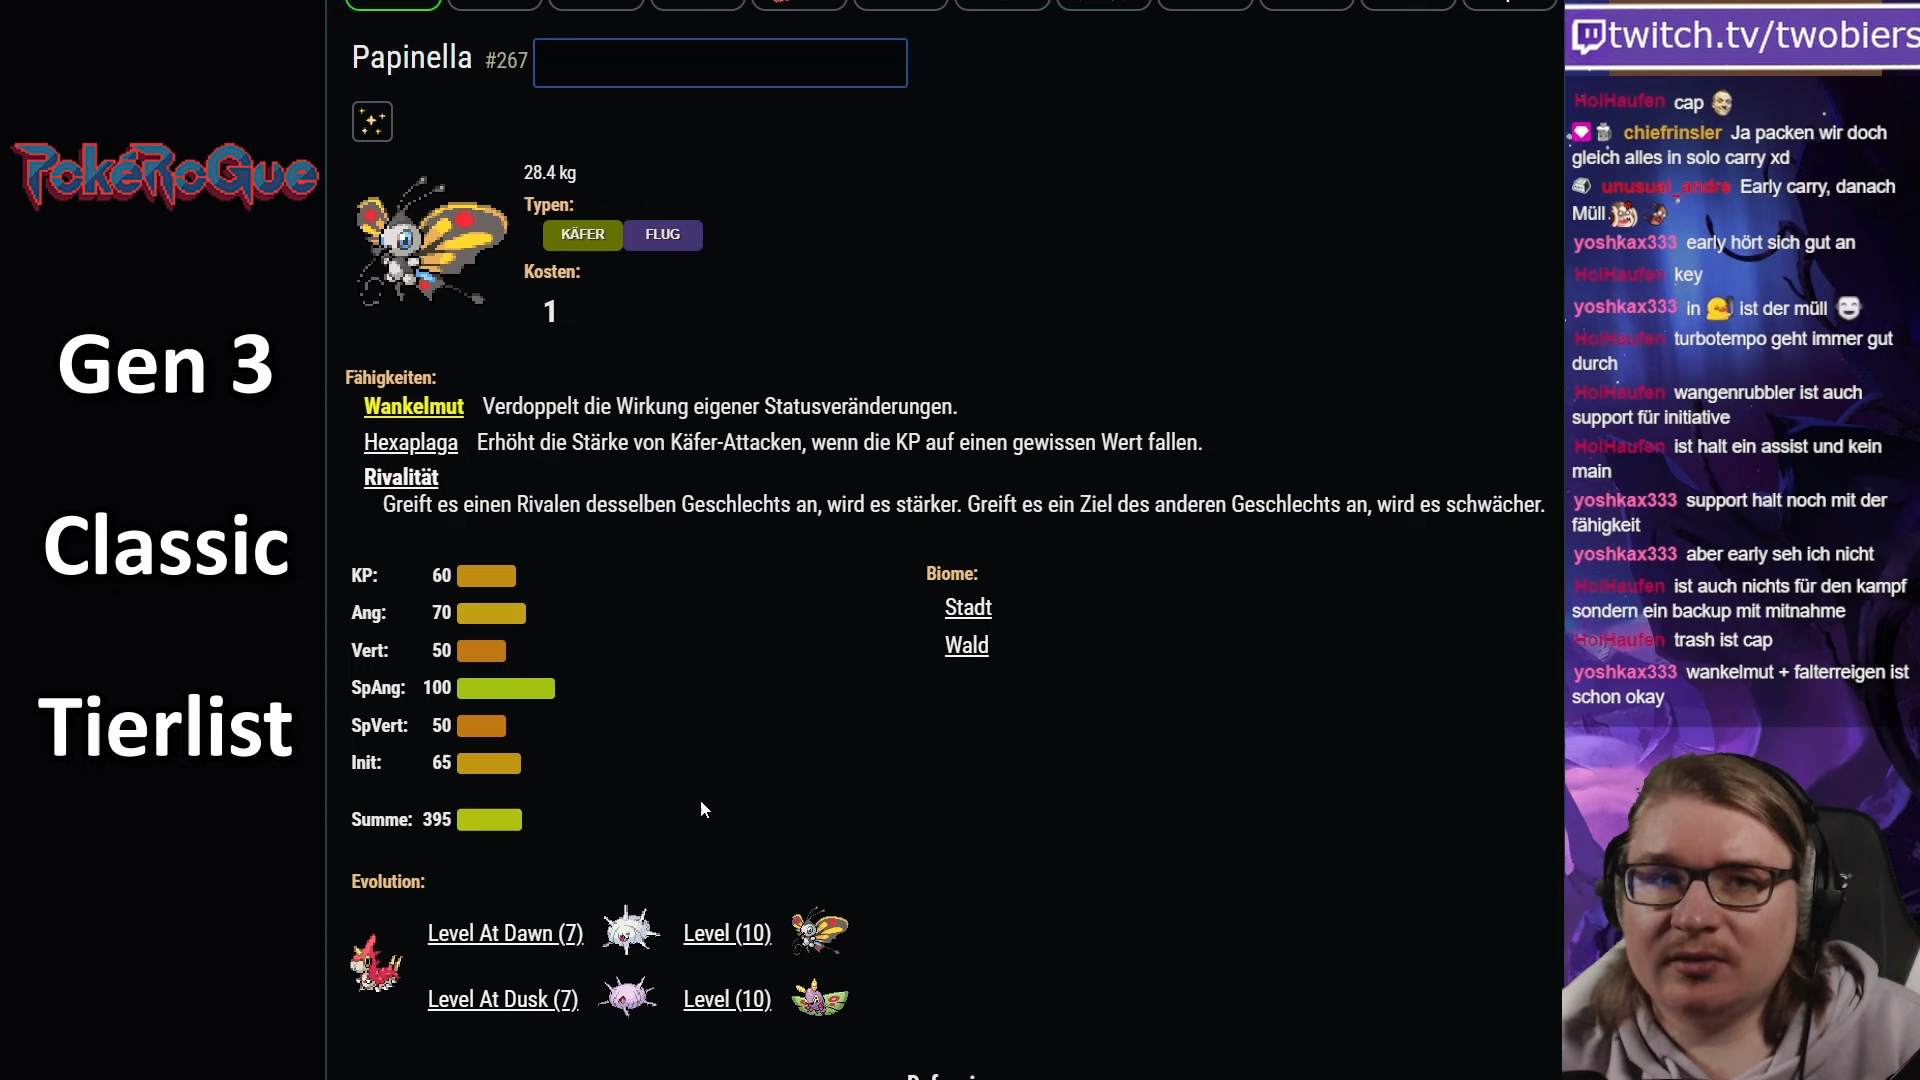 PokéRoGue
Gen 3
Classic
Tierlist
Papinella #267
28.4 kg
Typen:
KÄFER FLUG
Kosten:
1
Fähigkeiten:
Wankelmut Verdoppelt die Wirkung eigener Statusveränderungen.
Hexaplaga Erhöht die Stärke von Käfer-Attacken, wenn die KP auf einen gewissen Wert fallen.
Rivalität
Greift es einen Rivalen desselben Geschlechts an, wird es stärker. Greift es ein Ziel des anderen Geschlechts an, wird es schwächer.
KP: 60
Ang: 70
Vert: 50
SpAng: 100
SpVert: 50
Init: 65
Summe: 395
Biome:
Stadt
Wald
Evolution:
Level At Dawn (7) Level (10)
Level At Dusk (7) Level (10)
twitch.tv/twobiers
HoiHaufen cap
chiefrinsler Ja packen wir doch
gleich alles in solo carry xd
unusual_andre Early carry, danach
Müll
yoshkax333 early hört sich gut an
HoiHaufen key
yoshkax333 in ist der müll
HoiHaufen turbotempo geht immer gut
durch
HoiHaufen wangenrubbler ist auch
support für initiative
HoiHaufen ist halt ein assist und kein
main
yoshkax333 support halt noch mit der
fähigkeit
yoshkax333 aber early seh ich nicht
HoiHaufen ist auch nichts für den kampf
sondern ein backup mit mitnahme
HoiHaufen trash ist cap
yoshkax333 wankelmut + falterreigen ist
schon okay